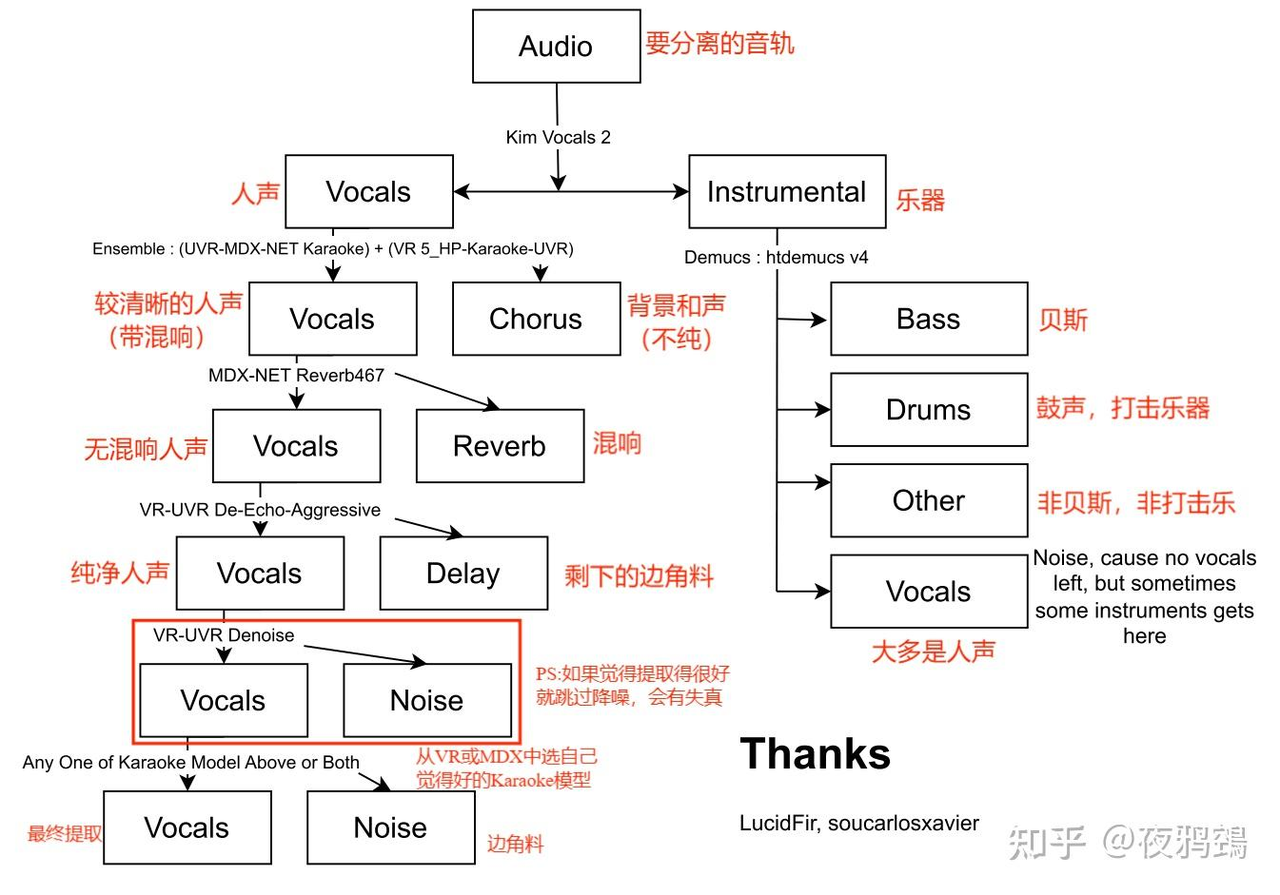 Audio
要分离的音轨
Kim Vocals 2
人声
Vocals
Instrumental
乐器
Ensemble : (UVR-MDX-NET Karaoke) + (VR 5_HP-Karaoke-UVR)
Demucs : htdemucs v4
较清晰的人声
（带混响）
Vocals
Chorus
背景和声
（不纯）
Bass
贝斯
MDX-NET Reverb467
Drums
鼓声，打击乐器
无混响人声
Vocals
Reverb
混响
Other
非贝斯，非打击乐
VR-UVR De-Echo-Aggressive
纯净人声
Vocals
Delay
剩下的边角料
Vocals
Noise, cause no vocals
left, but sometimes
some instruments gets
here
大多是人声
VR-UVR Denoise
Vocals
Noise
PS:如果觉得提取得很好
就跳过降噪，会有失真
Any One of Karaoke Model Above or Both
从VR或MDX中选自己
觉得好的Karaoke模型
最终提取
Vocals
Noise
边角料
Thanks
LucidFir, soucarlosxavier
知乎 @夜鸦鵼